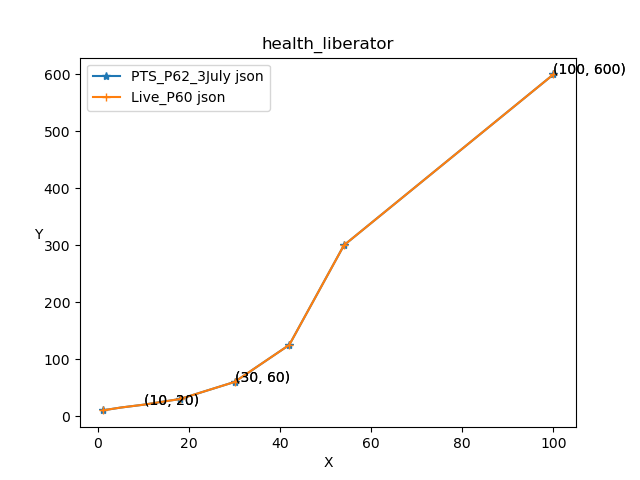 health_liberator
PTS_P62_3July json
Live_P60 json
(100, 600)
600
500
400
300
Y
200
100
0
(30, 60)
(10, 20)
0 20 40 60 80 100
X